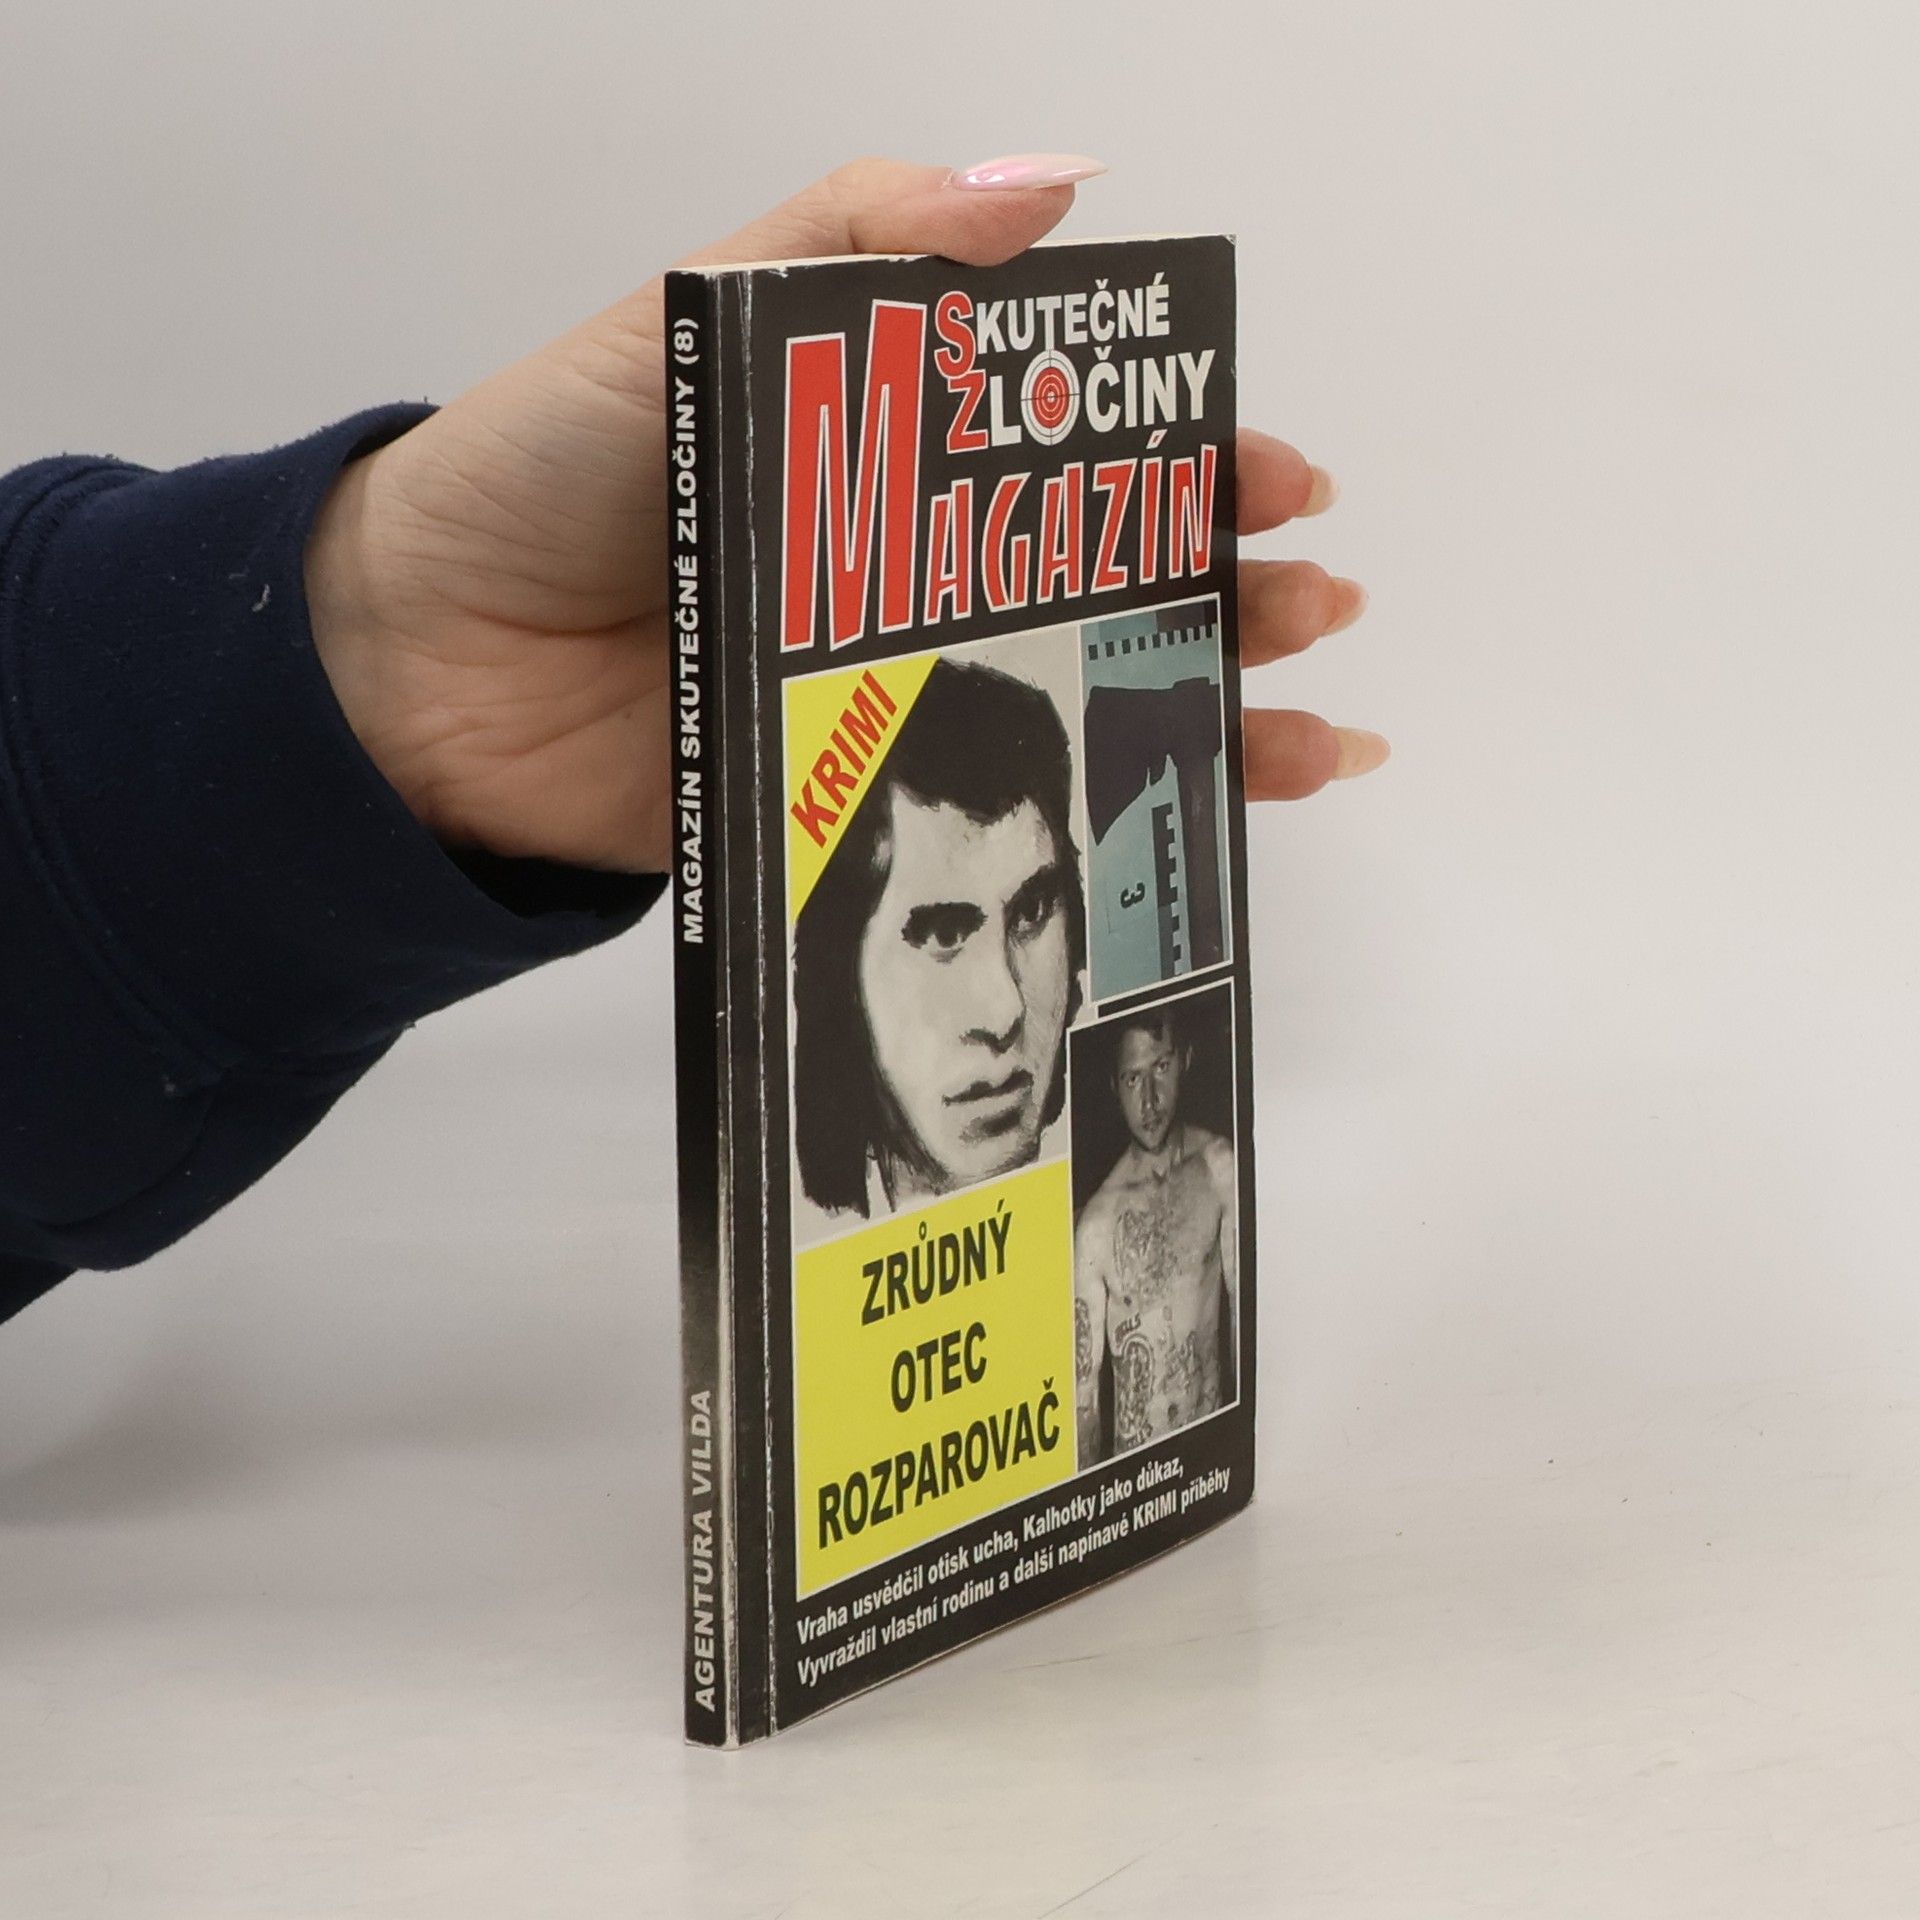 MAGAZÍN SKUTEČNÉ ZLOČINY (8)
AGENTURA VILDA
SKUTEČNÉ
ZLOČINY
MAGAZÍN
KRIMI
3
ZRŮDNÝ
OTEC
ROZPAROVAČ
Vraha usvědčil otisk ucha, Kalhotky jako důkaz,
Vyvraždil vlastní rodinu a další napínavé KRIMI příběhy